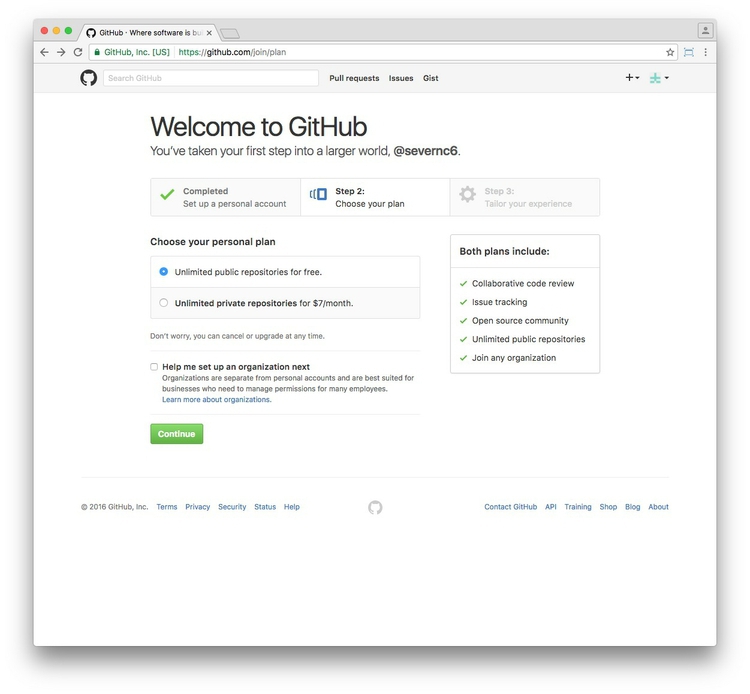 GitHub · Where software is bui
GitHub, Inc. [US] https://github.com/join/plan
Search GitHub Pull requests Issues Gist
Welcome to GitHub
You've taken your first step into a larger world, @severnc6.
Completed
Set up a personal account
Step 2:
Choose your plan
Step 3:
Tailor your experience
Choose your personal plan
Unlimited public repositories for free.
Unlimited private repositories for $7/month.
Don't worry, you can cancel or upgrade at any time.
Help me set up an organization next
Organizations are separate from personal accounts and are best suited for
businesses who need to manage permissions for many employees.
Learn more about organizations.
Continue
Both plans include:
Collaborative code review
Issue tracking
Open source community
Unlimited public repositories
Join any organization
© 2016 GitHub, Inc. Terms Privacy Security Status Help
Contact GitHub API Training Shop Blog About